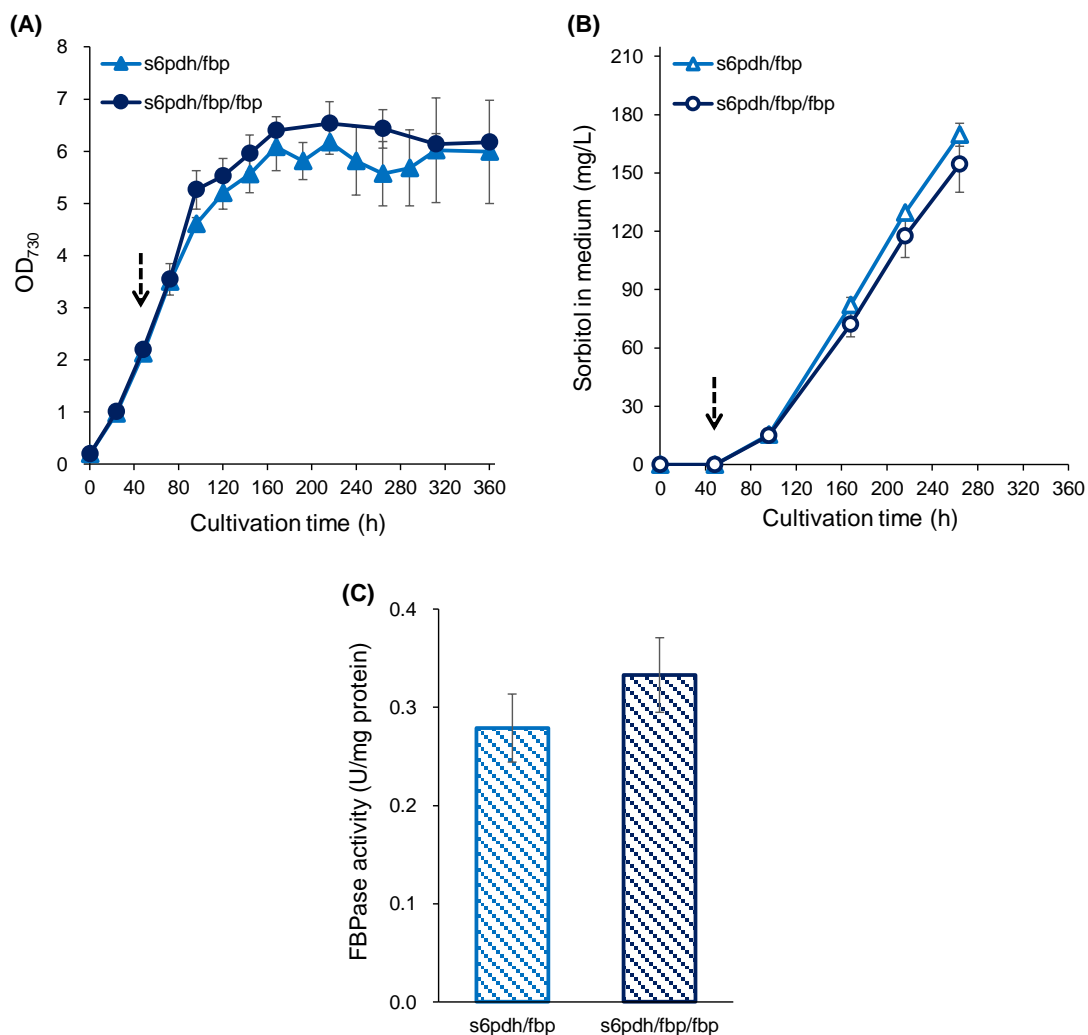 (A)
8
7
6
5
4
3
2
1
0
OD730
s6pdh/fbp
s6pdh/fbp/fbp
0 40 80 120 160 200 240 280 320 360
Cultivation time (h)
(B)
210
180
150
120
90
60
30
0
Sorbitol in medium (mg/L)
s6pdh/fbp
s6pdh/fbp/fbp
0 40 80 120 160 200 240 280 320 360
Cultivation time (h)
(C)
0.4
0.3
0.2
0.1
0.0
FBPase activity (U/mg protein)
s6pdh/fbp s6pdh/fbp/fbp